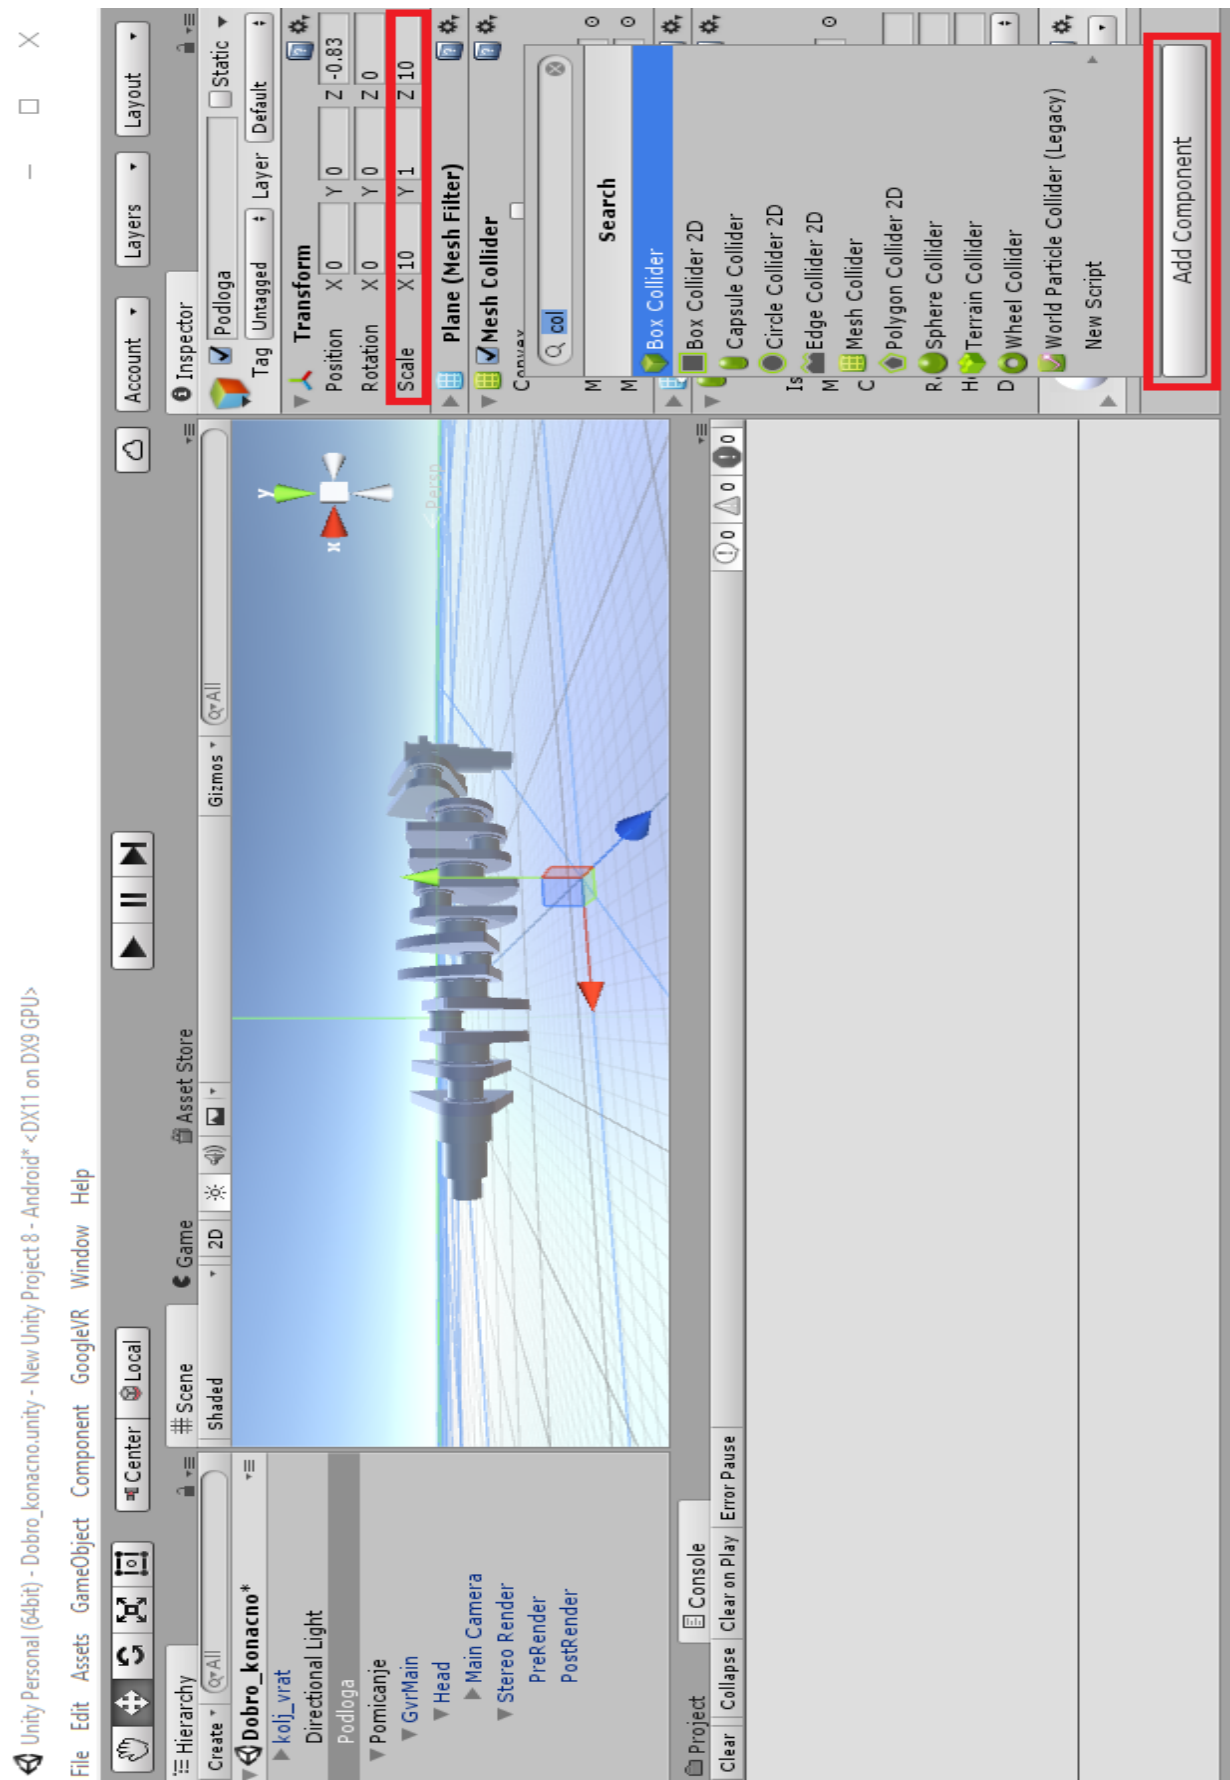 Unity Personal (64bit) - Dobro_konacno.unity - New Unity Project 8 - Android* <DX11 on DX9 GPU>
File Edit Assets GameObject Component GoogleVR Window Help
Center Local
Account Layers Layout
Hierarchy
Create All
Dobro_konacno*
kolj_vrat
Directional Light
Podloga
Pomicanje
GvrMain
Head
Main Camera
Stereo Render
PreRender
PostRender
Scene Game Asset Store
Shaded 2D Gizmos All
y
x
Persp
Inspector
Podloga Static
Tag Untagged Layer Default
Transform
Position X 0 Y 0 Z -0.83
Rotation X 0 Y 0 Z 0
Scale X 10 Y 1 Z 10
Plane (Mesh Filter)
Mesh Collider
Convex
M
M
Is
M
C
R
H
D
col
Search
Box Collider
Box Collider 2D
Capsule Collider
Circle Collider 2D
Edge Collider 2D
Mesh Collider
Polygon Collider 2D
Sphere Collider
Terrain Collider
Wheel Collider
World Particle Collider (Legacy)
New Script
Add Component
Project Console
Clear Collapse Clear on Play Error Pause 0 0 0